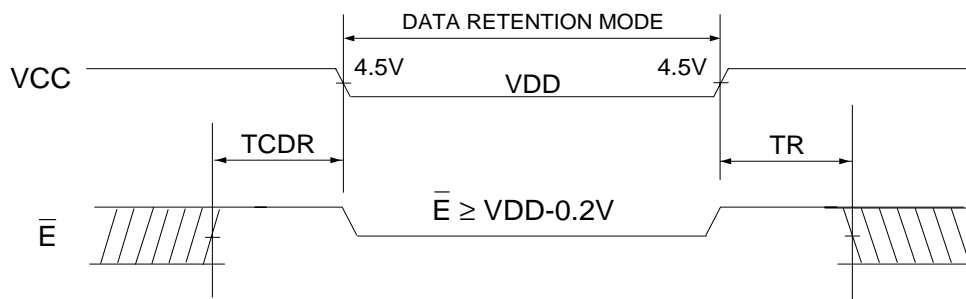 DATA RETENTION MODE
4.5V 4.5V
VCC VDD
TCDR TR
E̅ ≥ VDD-0.2V
E̅